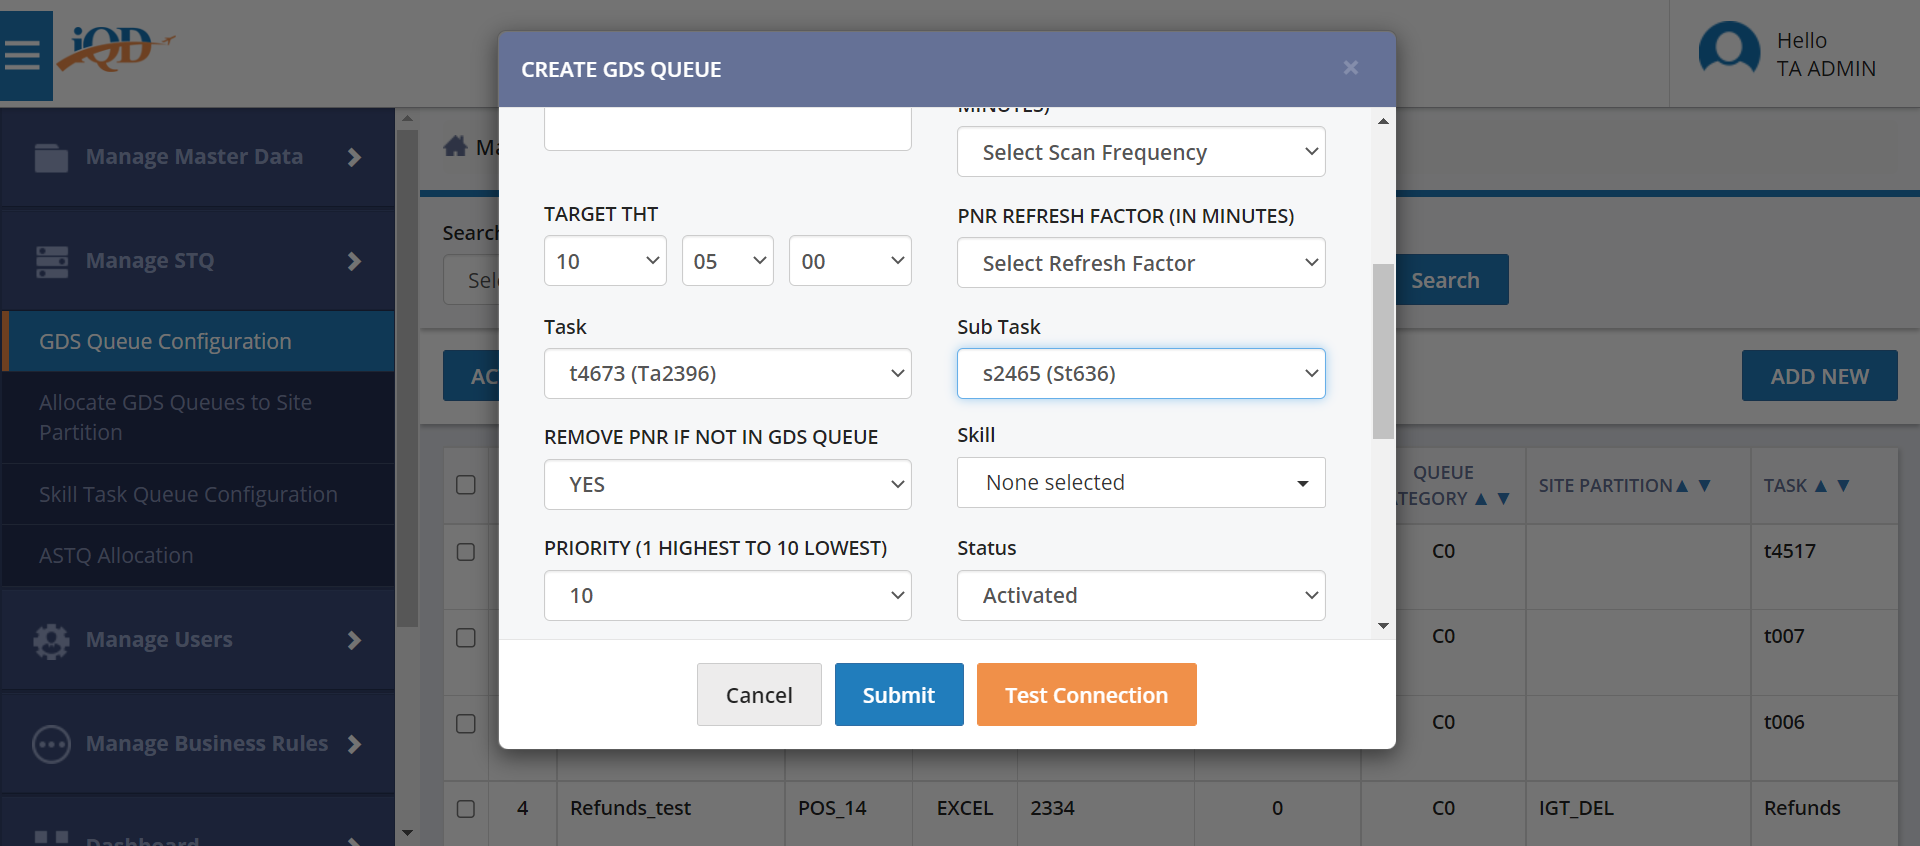 iQD
Hello
TA ADMIN
Manage Master Data
Manage STQ
GDS Queue Configuration
Allocate GDS Queues to Site
Partition
Skill Task Queue Configuration
ASTQ Allocation
Manage Users
Manage Business Rules
Dashboard
Search
Search
ADD NEW
CREATE GDS QUEUE
×
MINUTES)
Select Scan Frequency
TARGET THT
10
05
00
PNR REFRESH FACTOR (IN MINUTES)
Select Refresh Factor
Task
t4673 (Ta2396)
Sub Task
s2465 (St636)
REMOVE PNR IF NOT IN GDS QUEUE
YES
Skill
None selected
PRIORITY (1 HIGHEST TO 10 LOWEST)
10
Status
Activated
Cancel
Submit
Test Connection
QUEUE
TEGORY ▲ ▼
SITE PARTITION ▲ ▼
TASK ▲ ▼
C0
t4517
C0
t007
C0
t006
4
Refunds_test
POS_14
EXCEL
2334
0
C0
IGT_DEL
Refunds